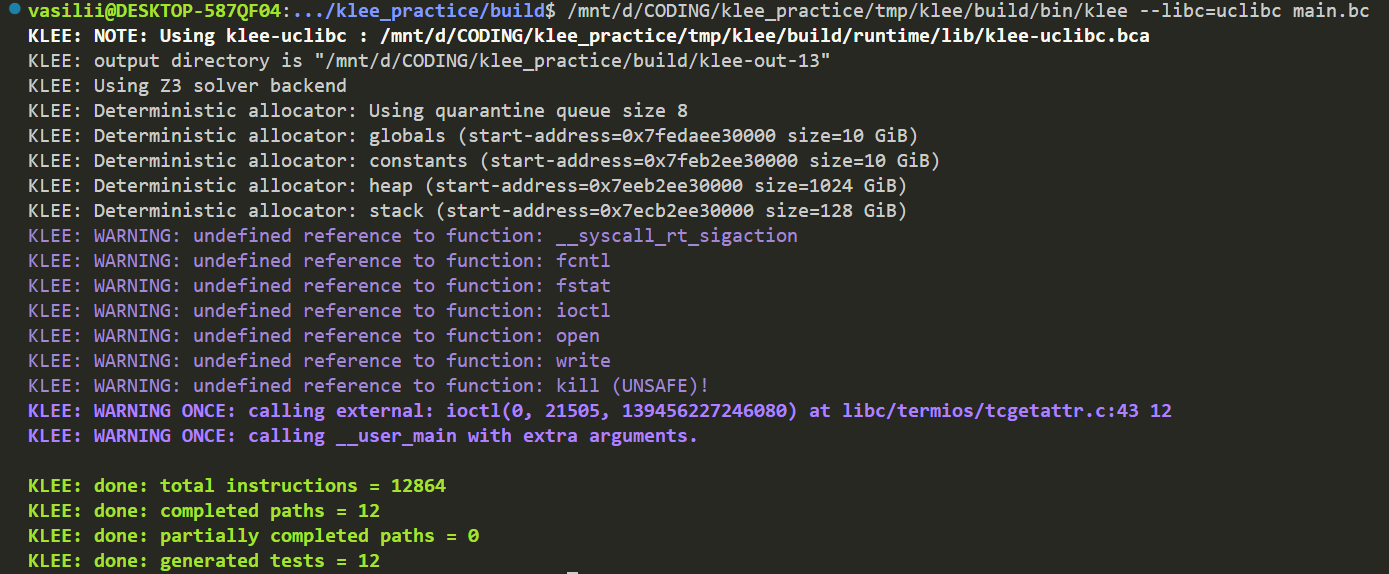 vasilii@DESKTOP-587QF04:.../klee_practice/build$ /mnt/d/CODING/klee_practice/tmp/klee/build/bin/klee --libc=uclibc main.bc
KLEE: NOTE: Using klee-uclibc : /mnt/d/CODING/klee_practice/tmp/klee/build/runtime/lib/klee-uclibc.bca
KLEE: output directory is "/mnt/d/CODING/klee_practice/build/klee-out-13"
KLEE: Using Z3 solver backend
KLEE: Deterministic allocator: Using quarantine queue size 8
KLEE: Deterministic allocator: globals (start-address=0x7fedaee30000 size=10 GiB)
KLEE: Deterministic allocator: constants (start-address=0x7feb2ee30000 size=10 GiB)
KLEE: Deterministic allocator: heap (start-address=0x7eeb2ee30000 size=1024 GiB)
KLEE: Deterministic allocator: stack (start-address=0x7ecb2ee30000 size=128 GiB)
KLEE: WARNING: undefined reference to function: __syscall_rt_sigaction
KLEE: WARNING: undefined reference to function: fcntl
KLEE: WARNING: undefined reference to function: fstat
KLEE: WARNING: undefined reference to function: ioctl
KLEE: WARNING: undefined reference to function: open
KLEE: WARNING: undefined reference to function: write
KLEE: WARNING: undefined reference to function: kill (UNSAFE)!
KLEE: WARNING ONCE: calling external: ioctl(0, 21505, 139456227246080) at libc/termios/tcgetattr.c:43 12
KLEE: WARNING ONCE: calling __user_main with extra arguments.
KLEE: done: total instructions = 12864
KLEE: done: completed paths = 12
KLEE: done: partially completed paths = 0
KLEE: done: generated tests = 12